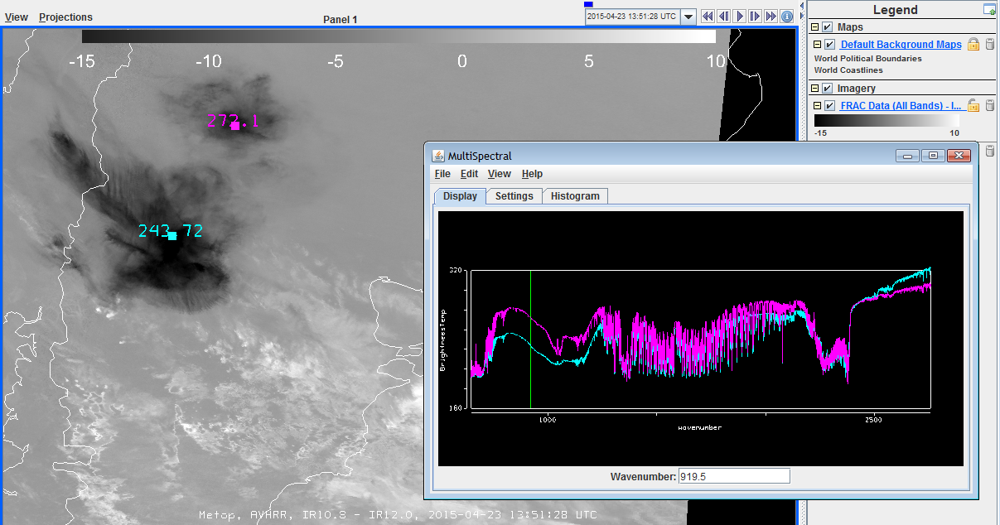 View Projections
Panel 1
2015-04-23 13:51:28 UTC
-15 -10 -5 0 5 10
272.1
243.72
Metop, AVHRR, IR10.8 - IR12.0, 2015-04-23 13:51:28 UTC
Legend
Maps
Default Background Maps
World Political Boundaries
World Coastlines
Imagery
FRAC Data (All Bands) - I...
-15 10
MultiSpectral
File Edit View Help
Display Settings Histogram
320
BrightnessTemp
160
1000 2500
wavenumber
Wavenumber: 919.5